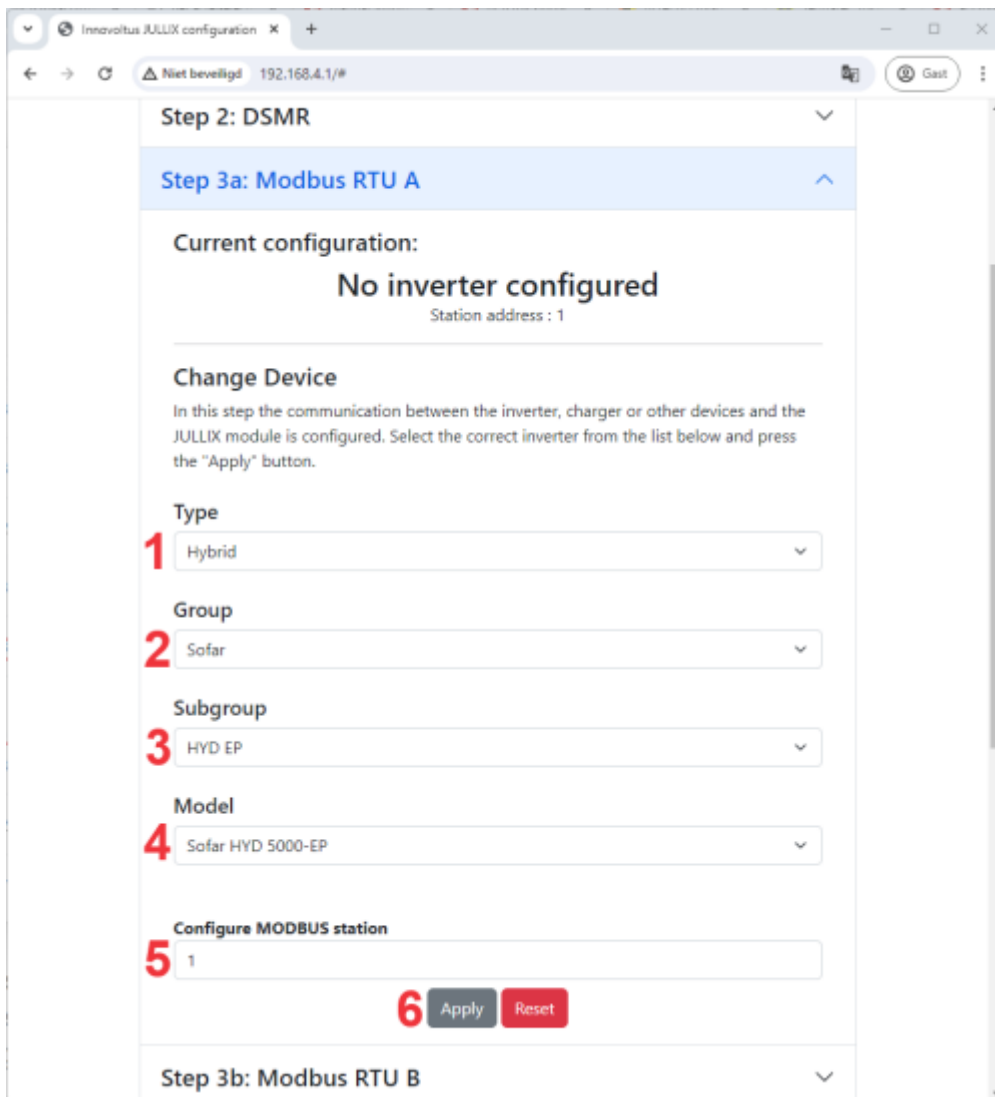 Innovoltus JULLIX configuration
Niet beveiligd 192.168.4.1/#
Gast
Step 2: DSMR
Step 3a: Modbus RTU A
Current configuration:
No inverter configured
Station address : 1
Change Device
In this step the communication between the inverter, charger or other devices and the
JULLIX module is configured. Select the correct inverter from the list below and press
the "Apply" button.
Type
1 Hybrid
Group
2 Sofar
Subgroup
3 HYD EP
Model
4 Sofar HYD 5000-EP
Configure MODBUS station
5 1
6 Apply Reset
Step 3b: Modbus RTU B